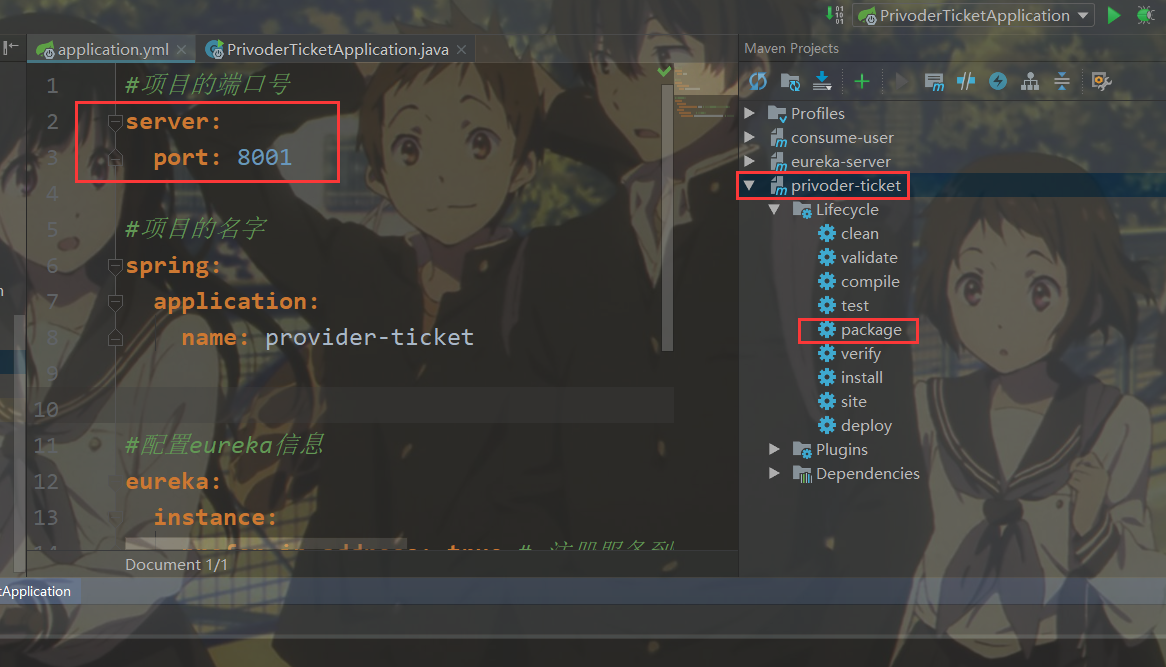 PrivoderTicketApplication
application.yml
PrivoderTicketApplication.java
1 #项目的端口号
2 server:
3 port: 8001
4
5 #项目的名字
6 spring:
7 application:
8 name: provider-ticket
9
10
11 #配置eureka信息
12 eureka:
13 instance:
Document 1/1
Application
Maven Projects
Profiles
consume-user
eureka-server
privoder-ticket
Lifecycle
clean
validate
compile
test
package
verify
install
site
deploy
Plugins
Dependencies